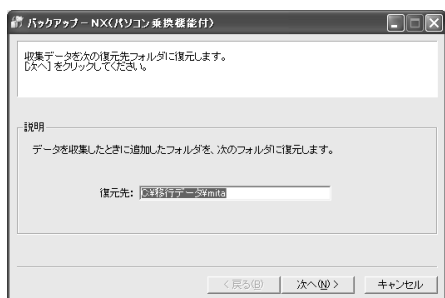 バックアップ-NX(パソコン乗換機能付)
収集データを次の復元先フォルダに復元します。
[次へ]をクリックしてください。
説明
データを収集したときに追加したフォルダを、次のフォルダに復元します。
復元先: C:¥移行データ¥mita
< 戻る(B) 次へ(N) > キャンセル